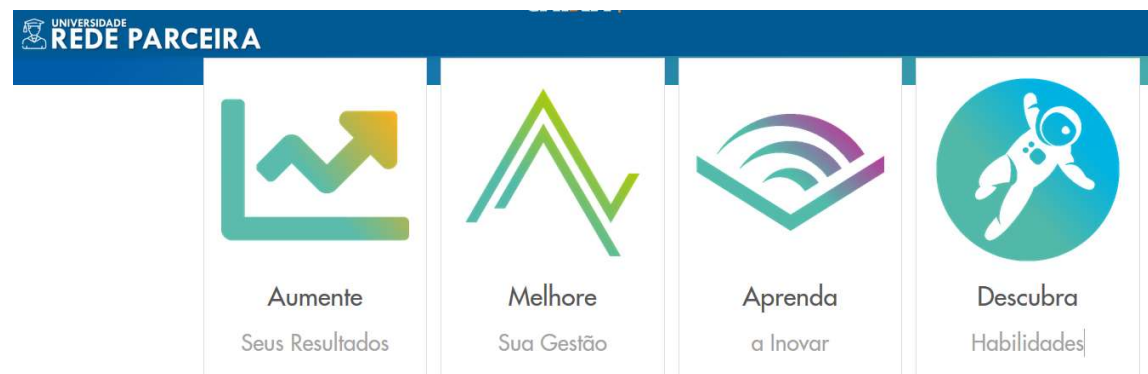 UNIVERSIDADE
REDE PARCEIRA
Aumente
Seus Resultados
Melhore
Sua Gestão
Aprenda
a Inovar
Descubra
Habilidades